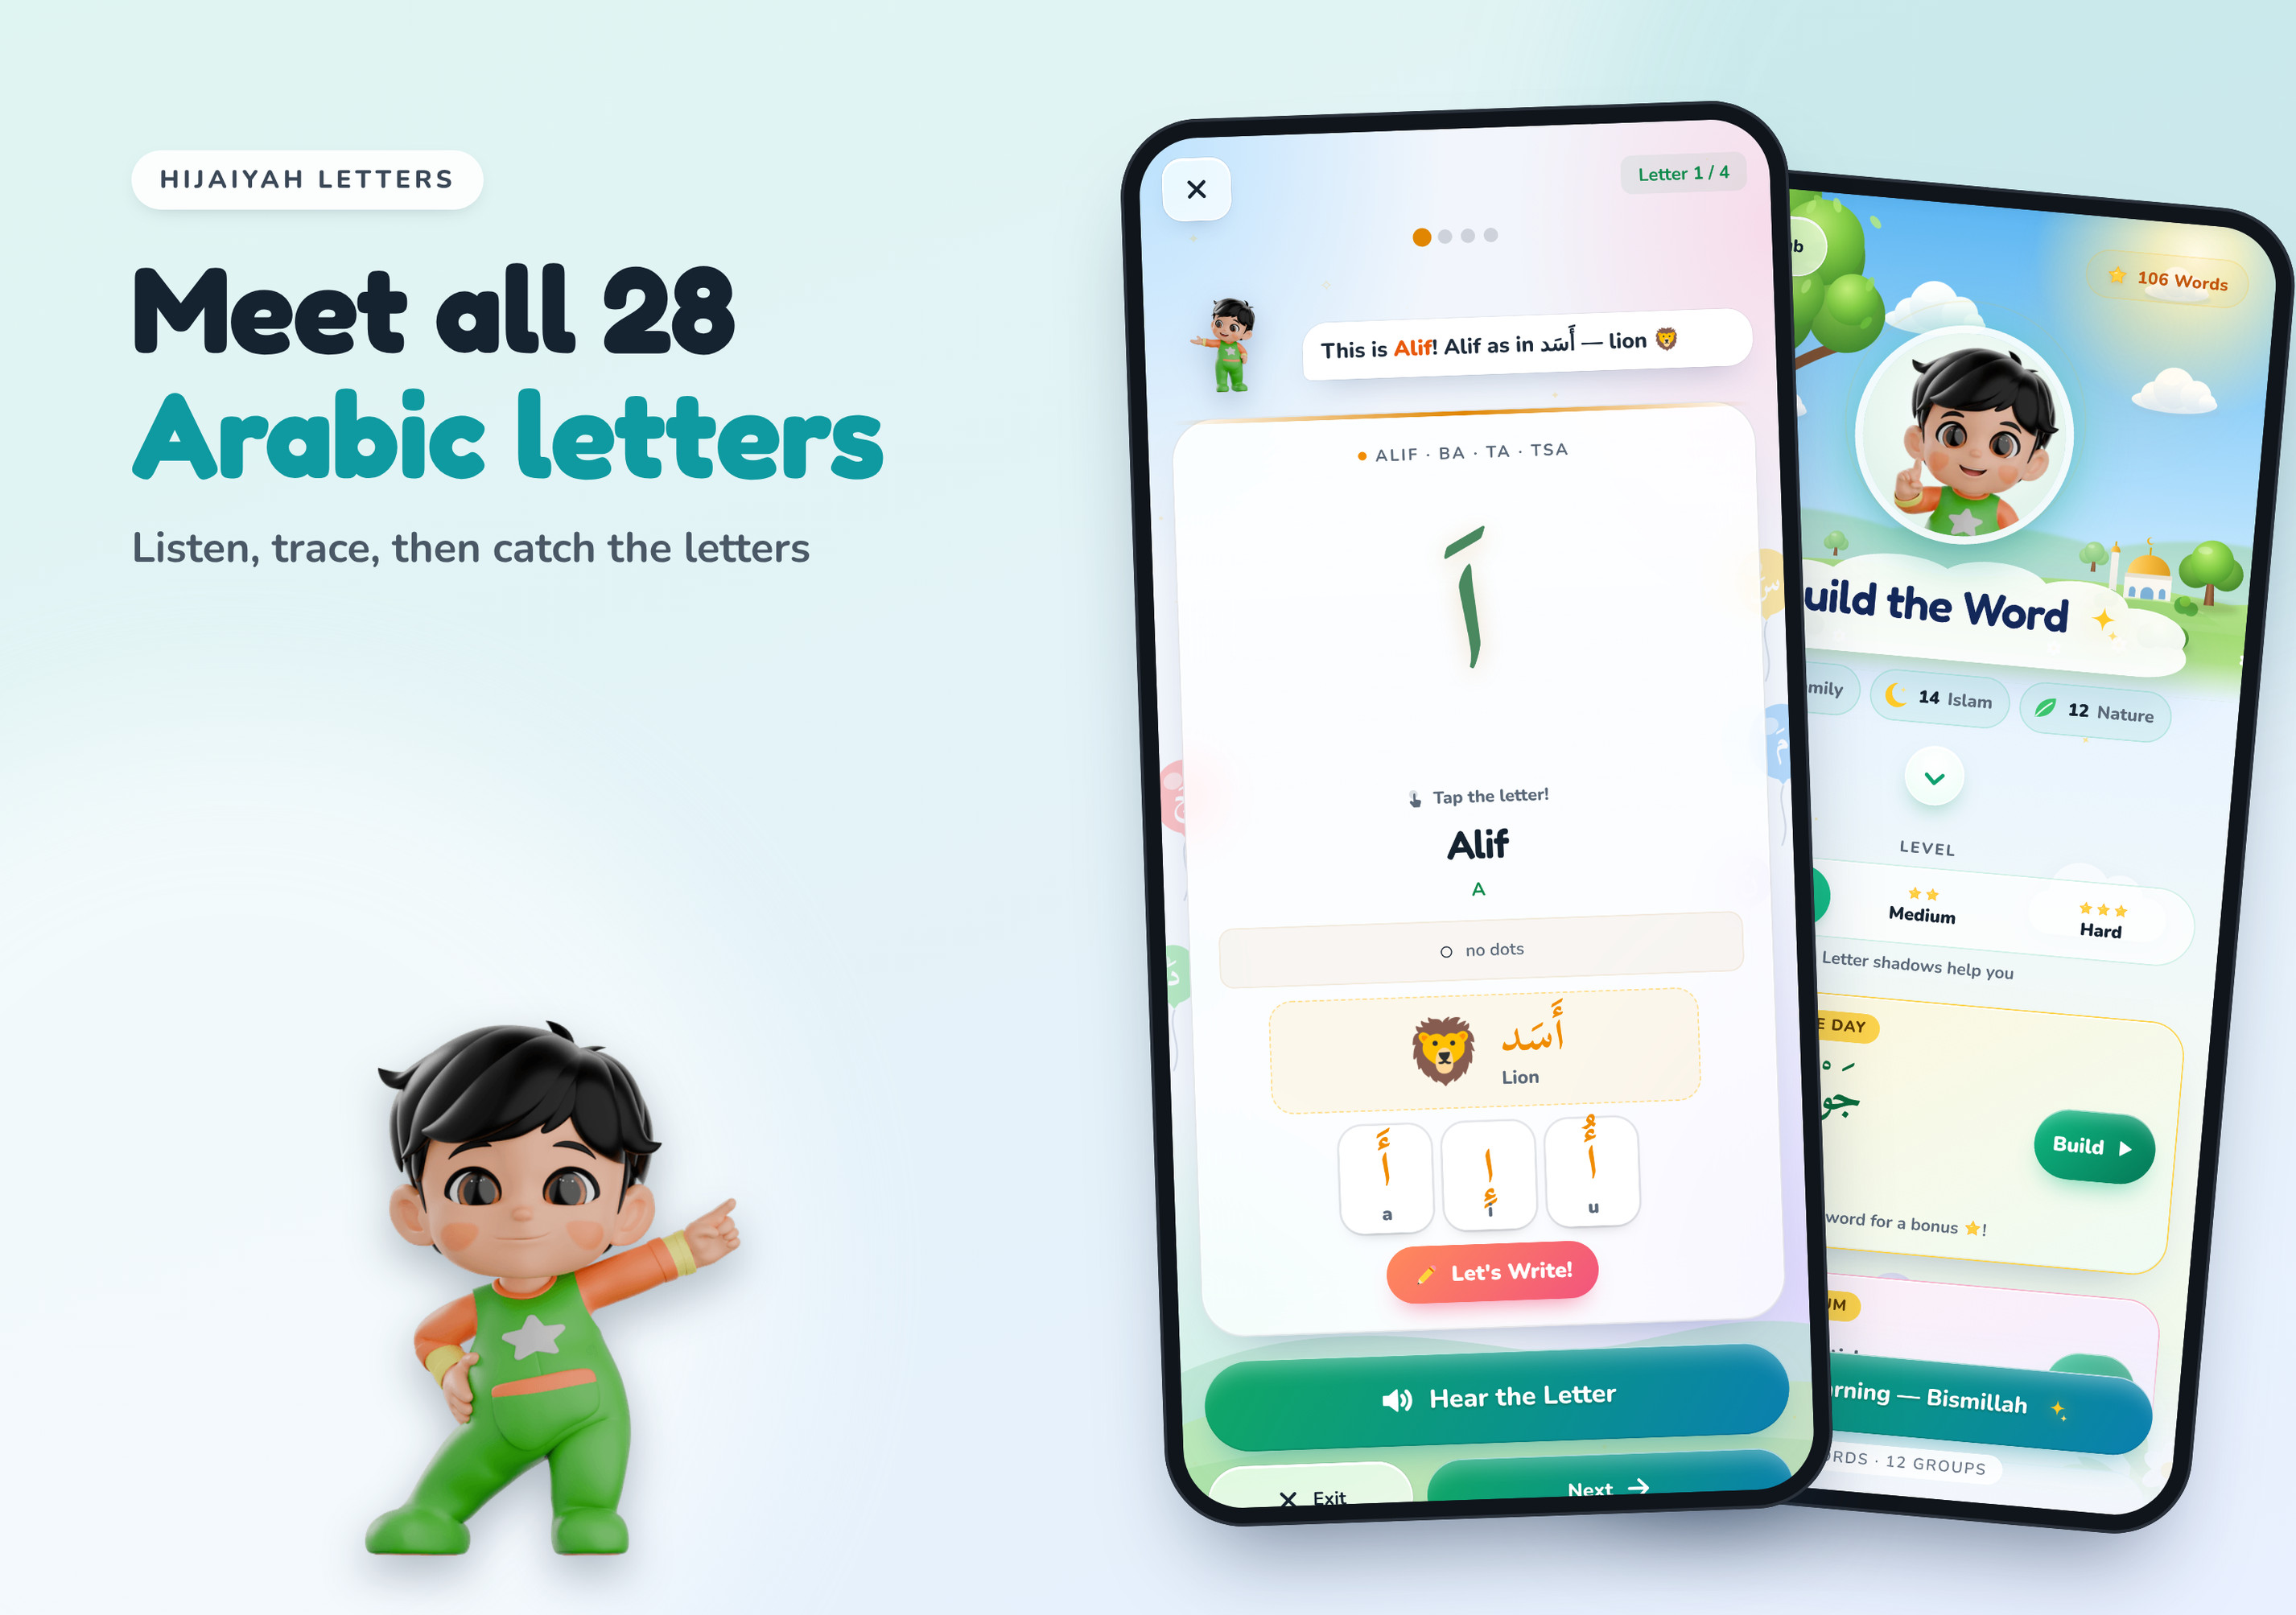 HIJAIYAH LETTERS
Meet all 28
Arabic letters
Listen, trace, then catch the letters
Letter 1 / 4
This is Alif! Alif as in أَسَد — lion
ALIF · BA · TA · TSA
اَ
Tap the letter!
Alif
A
no dots
أَسَد
Lion
a
i
u
Let's Write!
Hear the Letter
Exit
Next
106 Words
uild the Word
mily
14 Islam
12 Nature
LEVEL
Medium
Hard
Letter shadows help you
E DAY
Build
word for a bonus ⭐!
UM
rning — Bismillah
RDS · 12 GROUPS